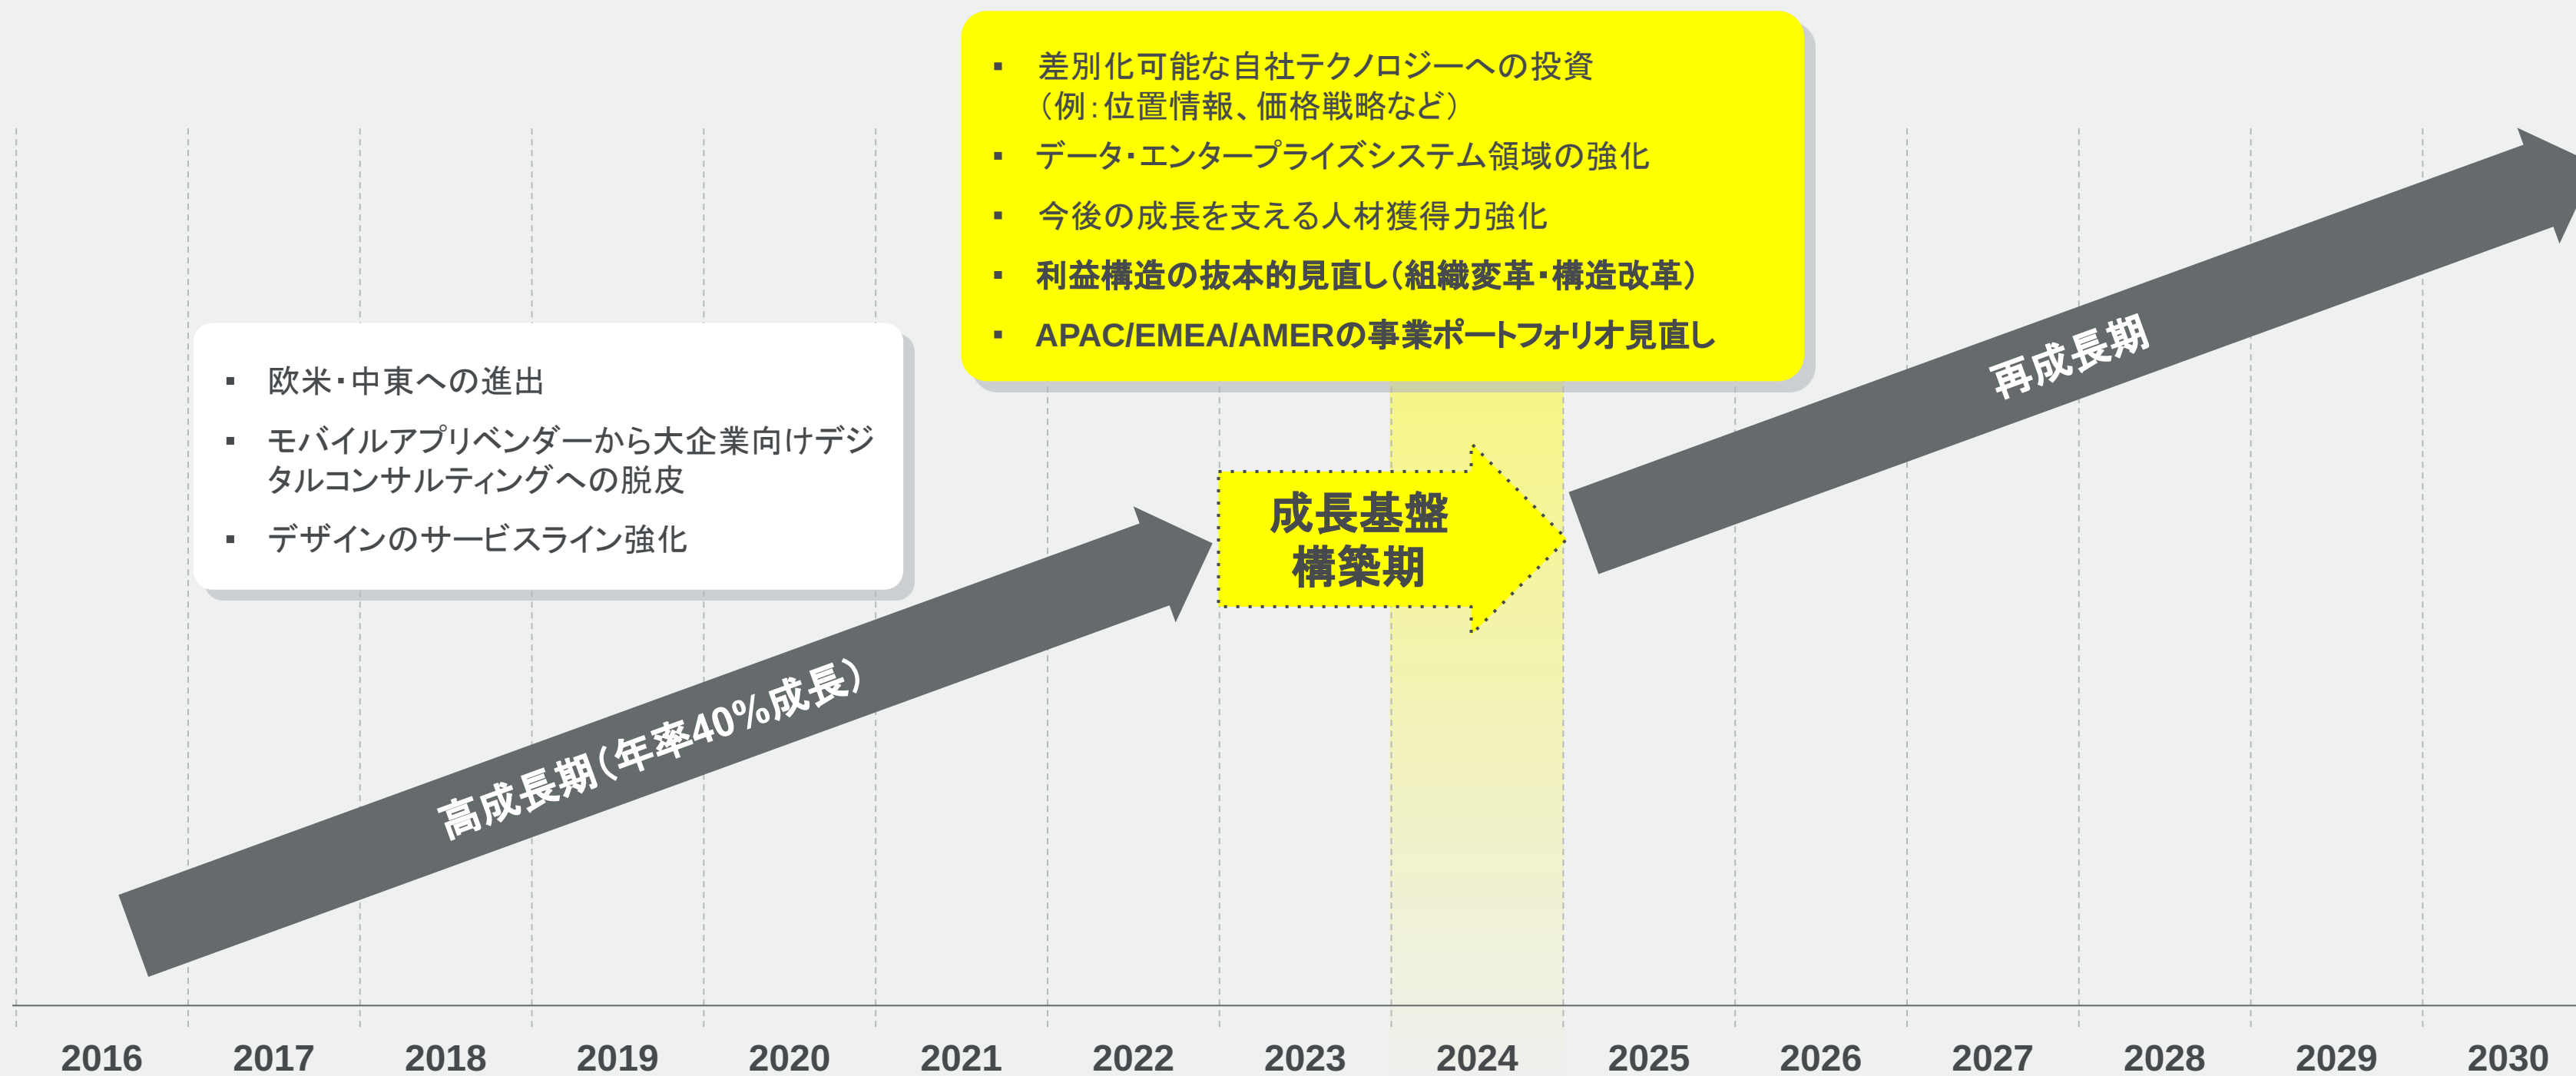 ▪ 差別化可能な自社テクノロジーへの投資
（例：位置情報、価格戦略など）
▪ データ・エンタープライズシステム領域の強化
▪ 今後の成長を支える人材獲得力強化
▪ 利益構造の抜本的見直し（組織変革・構造改革）
▪ APAC/EMEA/AMERの事業ポートフォリオ見直し
▪ 欧米・中東への進出
▪ モバイルアプリベンダーから大企業向けデジ
タルコンサルティングへの脱皮
▪ デザインのサービスライン強化
高成長期（年率40%成長）
成長基盤
構築期
再成長期
2016 2017 2018 2019 2020 2021 2022 2023 2024 2025 2026 2027 2028 2029 2030